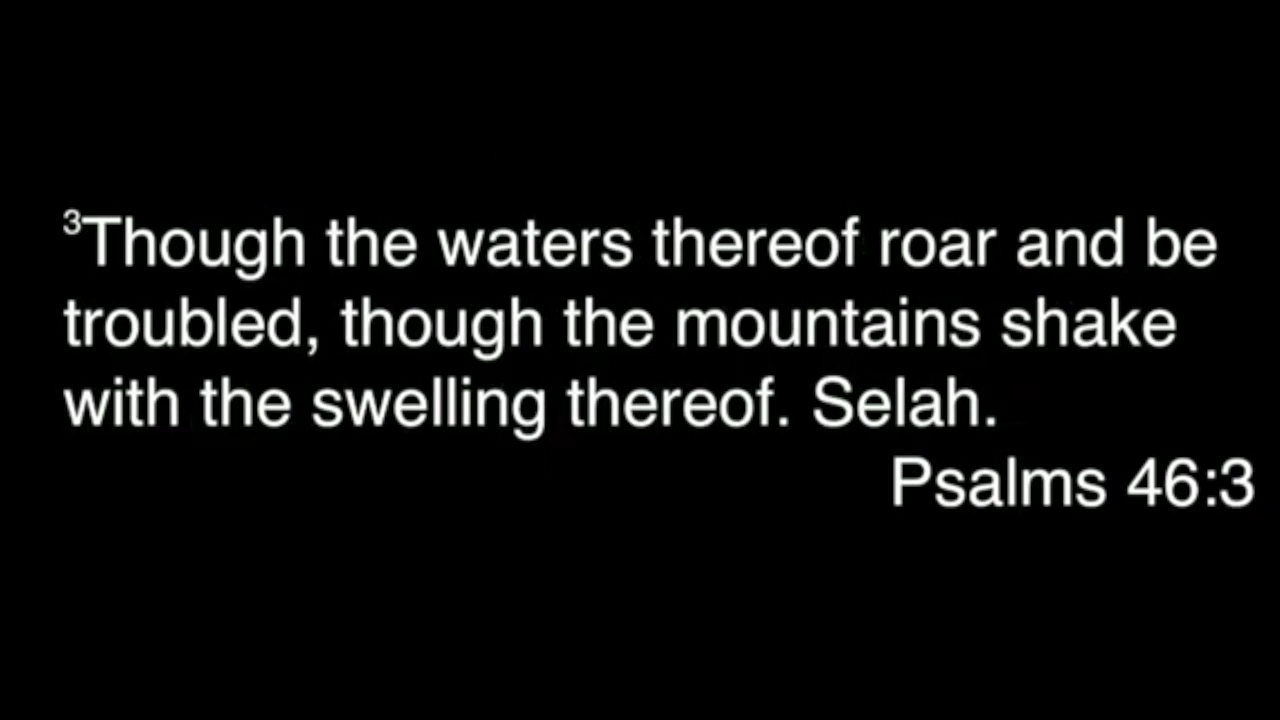 ³Though the waters thereof roar and be
troubled, though the mountains shake
with the swelling thereof. Selah.
Psalms 46:3